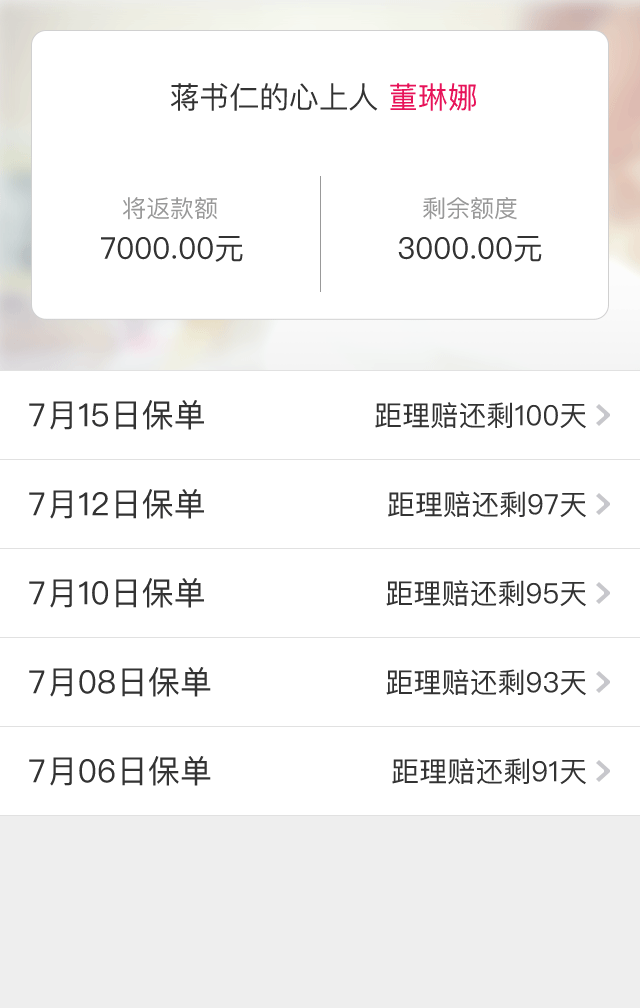 蒋书仁的心上人 董琳娜
将返款额 剩余额度
7000.00元 3000.00元
7月15日保单 距理赔还剩100天
7月12日保单 距理赔还剩97天
7月10日保单 距理赔还剩95天
7月08日保单 距理赔还剩93天
7月06日保单 距理赔还剩91天